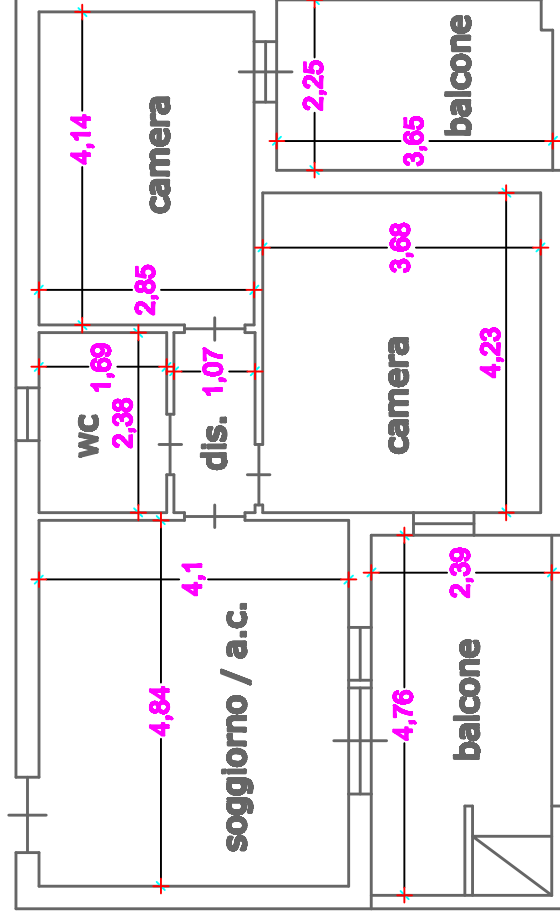 4,14
camera
2,85
2,25
balcone
3,65
1,69
wc
2,38
dis.
1,07
3,68
camera
4,23
4,1
4,84
soggiorno / a.c.
2,39
4,76
balcone